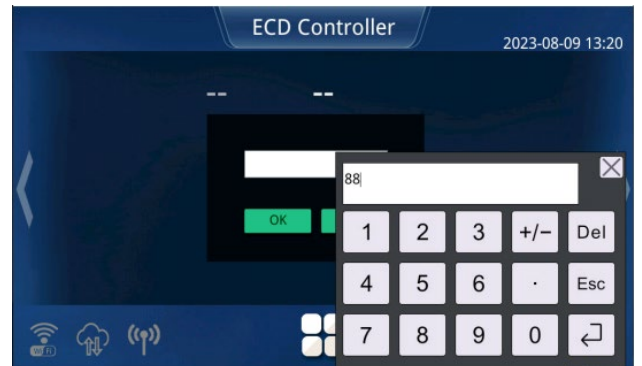 ECD Controller
2023-08-09 13:20
-- --
88
OK
1 2 3 +/- Del
4 5 6 . Esc
7 8 9 0
WiFi